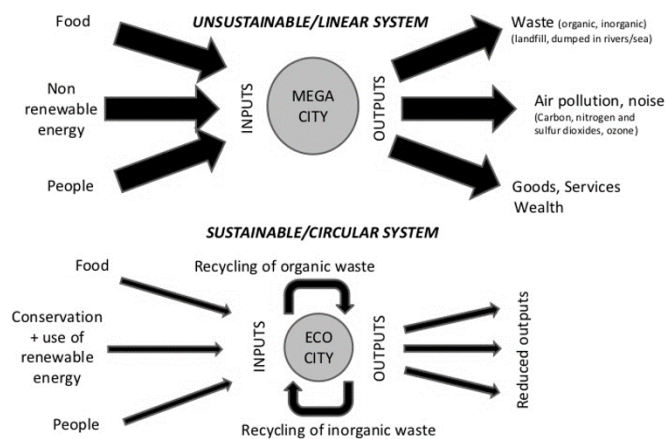 UNSUSTAINABLE/LINEAR SYSTEM
Food
Non
renewable
energy
People
INPUTS
MEGA
CITY
OUTPUTS
Waste (organic, inorganic)
(landfill, dumped in rivers/sea)
Air pollution, noise
(Carbon, nitrogen and
sulfur dioxides, ozone)
Goods, Services
Wealth
SUSTAINABLE/CIRCULAR SYSTEM
Food
Conservation
+ use of
renewable
energy
People
INPUTS
Recycling of organic waste
ECO
CITY
Recycling of inorganic waste
OUTPUTS
Reduced outputs